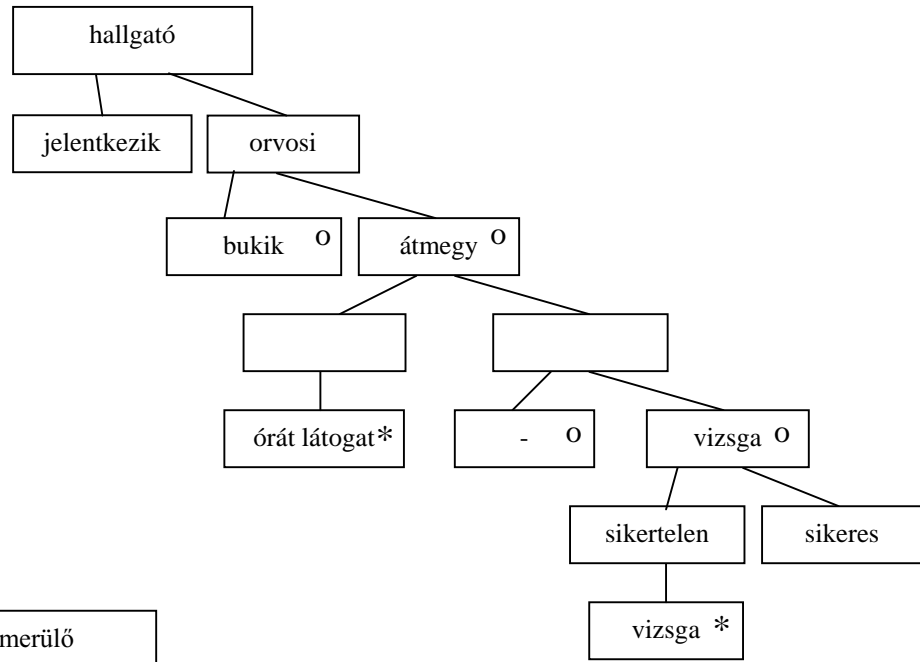 hallgató
jelentkezik orvosi
bukik o átmegy o
órát látogat* - o vizsga o
sikertelen sikeres
vizsga *
merülő